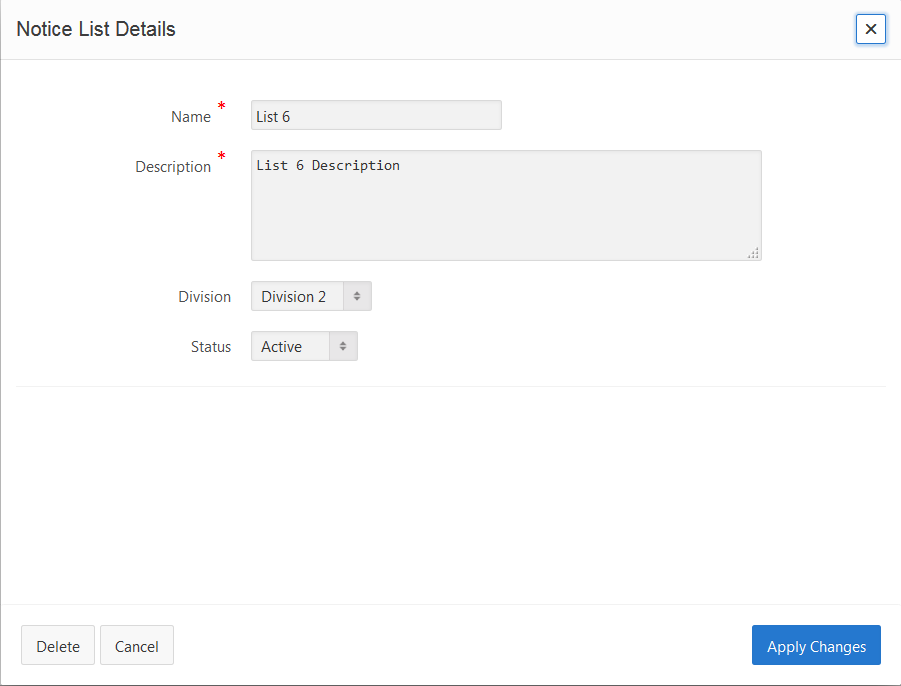 Notice List Details
Name *
List 6
Description *
List 6 Description
Division
Division 2
Status
Active
Delete
Cancel
Apply Changes